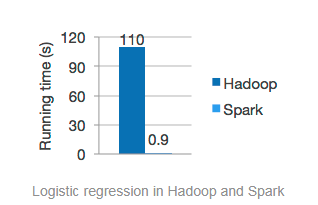 Running time (s)
120
90
60
30
0
110
0.9
Hadoop
Spark
Logistic regression in Hadoop and Spark